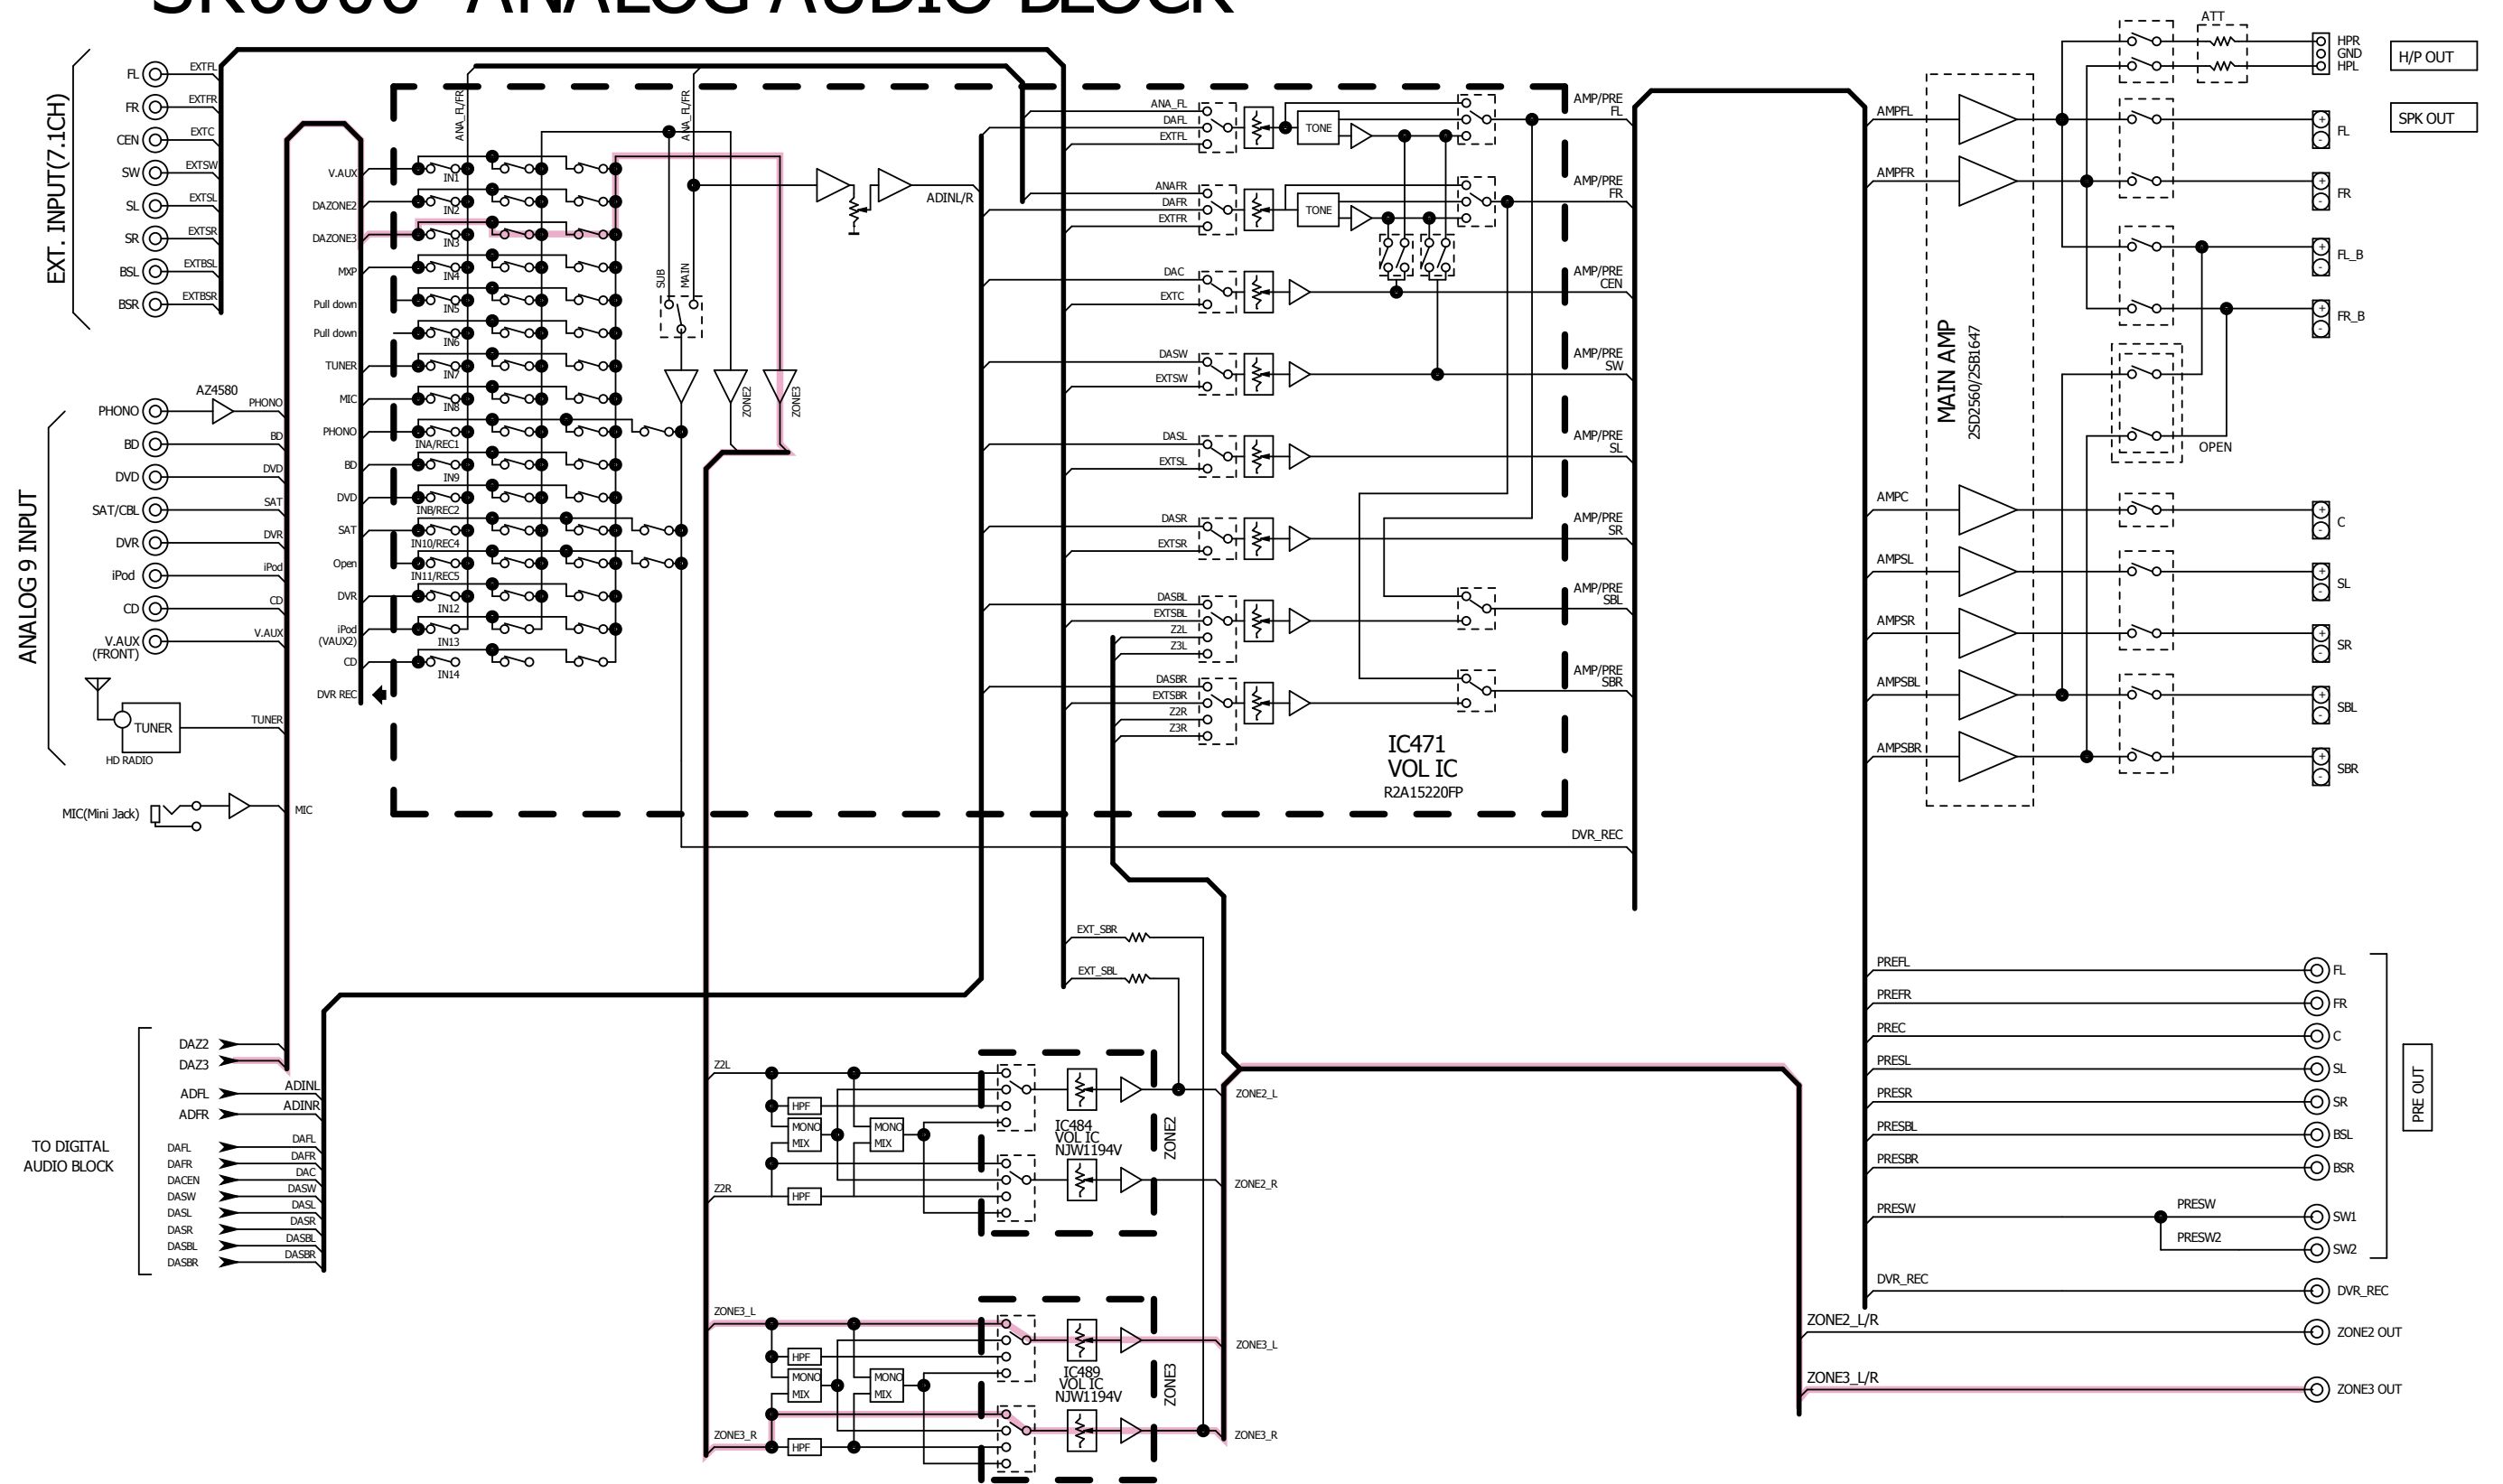 ANALOG AUDIO BLOCK
EXT. INPUT(7.1CH)
FL EXTFL
FR EXTFR
CEN EXTC
SW EXTSW
SL EXTSL
SR EXTSR
BSL EXTBSL
BSR EXTBSR
ANALOG 9 INPUT
AZ4580
PHONO PHONO
BD BD
DVD DVD
SAT/CBL SAT
DVR DVR
iPod iPod
CD CD
V.AUX V.AUX
(FRONT)
TUNER TUNER
HD RADIO
MIC(Mini Jack) MIC
V.AUX IN1
DAZONE2 IN2
DAZONE3 IN3
MXP IN4
Pull down IN5
Pull down IN6
TUNER IN7
MIC IN8
PHONO INA/REC1
BD IN9
DVD INB/REC2
SAT IN10/REC4
Open IN11/REC5
DVR IN12
iPod IN13
(VAUX2)
CD IN14
DVR REC
ANA_FL/FR
ANA_FL/FR
SUB
MAIN
ZONE2
ZONE3
ADINL/R
ANA_FL
DAFL
EXTFL
TONE
AMP/PRE
FL
ANAFR
DAFR
EXTFR
TONE
AMP/PRE
FR
DAC
EXTC
AMP/PRE
CEN
DASW
EXTSW
AMP/PRE
SW
DASL
EXTSL
AMP/PRE
SL
DASR
EXTSR
AMP/PRE
SR
DASBL
EXTSBL
Z2L
Z3L
AMP/PRE
SBL
DASBR
EXTSBR
Z2R
Z3R
AMP/PRE
SBR
IC471
VOL IC
R2A15220FP
DVR_REC
MAIN AMP
2SD2560/2SB1647
AMPFL
AMPFR
AMPC
AMPSL
AMPSR
AMPSBL
AMPSBR
ATT
OPEN
HPR
GND
HPL
H/P OUT
SPK OUT
+ - FL
+ - FR
+ - FL_B
+ - FR_B
+ - C
+ - SL
+ - SR
+ - SBL
+ - SBR
EXT_SBR
EXT_SBL
TO DIGITAL
AUDIO BLOCK
DAZ2
DAZ3
ADFL ADINL
ADFR ADINR
DAFL DAFL
DAFR DAFR
DACEN DAC
DASW DASW
DASL DASL
DASR DASR
DASBL DASBL
DASBR DASBR
Z2L
HPF
MONO
MIX
MONO
MIX
Z2R
HPF
IC484
VOL IC
NJW1194V
ZONE2
ZONE2_L
ZONE2_R
ZONE3_L
HPF
MONO
MIX
MONO
MIX
ZONE3_R
HPF
IC489
VOL IC
NJW1194V
ZONE3
ZONE3_L
ZONE3_R
PREFL FL
PREFR FR
PREC C
PRESL SL
PRESR SR
PRESBL BSL
PRESBR BSR
PRESW PRESW SW1
PRESW2 SW2
PRE OUT
DVR_REC DVR_REC
ZONE2_L/R ZONE2 OUT
ZONE3_L/R ZONE3 OUT